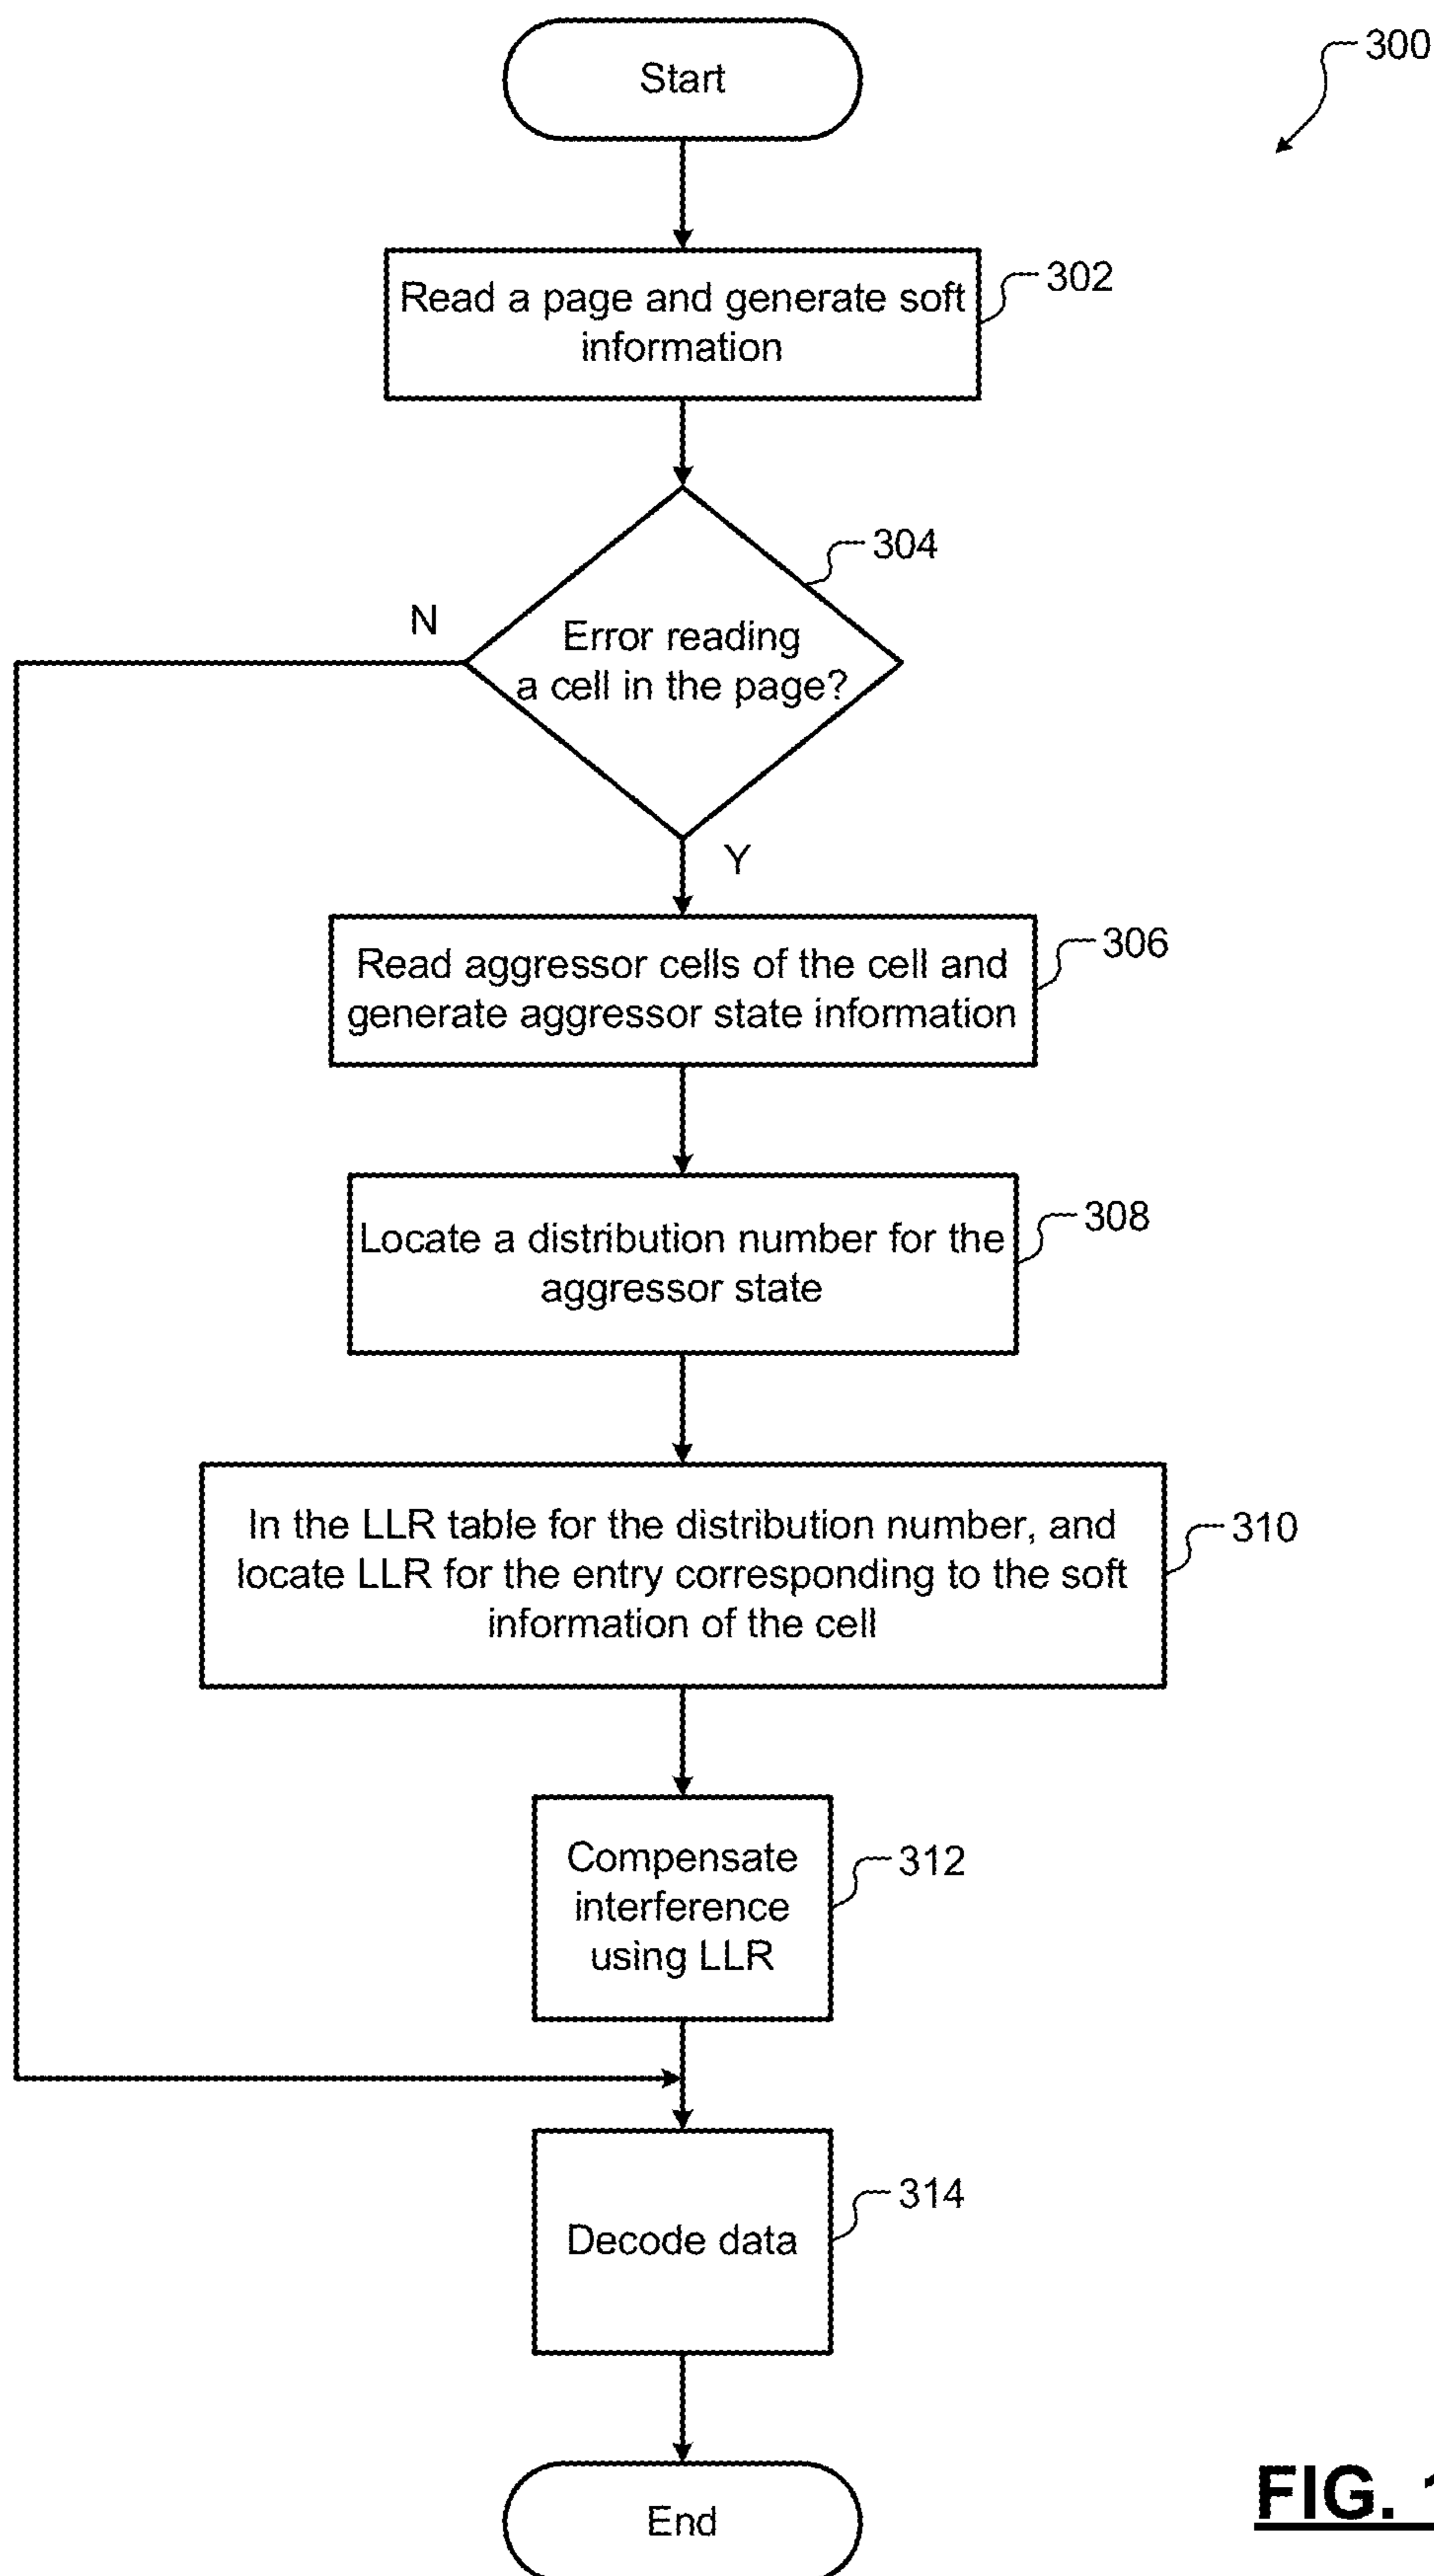 Start
300
Read a page and generate soft
information
302
304
N
Error reading
a cell in the page?
Y
Read aggressor cells of the cell and
generate aggressor state information
306
Locate a distribution number for the
aggressor state
308
In the LLR table for the distribution number, and
locate LLR for the entry corresponding to the soft
information of the cell
310
Compensate
interference
using LLR
312
Decode data
314
End
FIG.